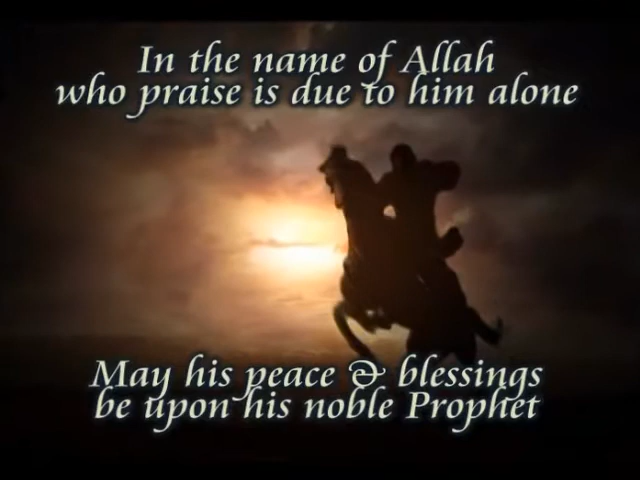 In the name of Allah
who praise is due to him alone
May his peace & blessings
be upon his noble Prophet